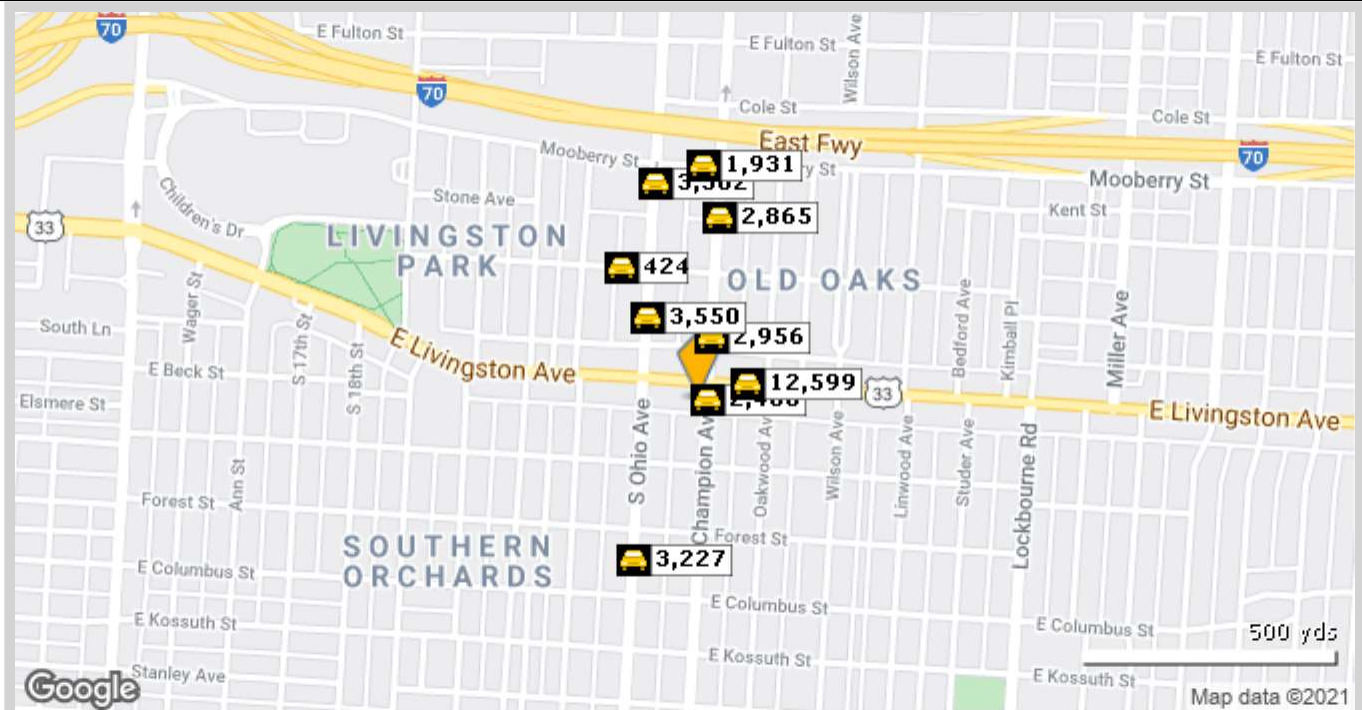 70
E Fulton St
E Fulton St
Wilson Ave
E Fulton St
70
Cole St
Cole St
East Fwy
70
Mooberry St
1,931
Mooberry St
Children's Dr
Stone Ave
2,865
Kent St
33
LIVINGSTON
PARK
424
OLD OAKS
Wager St
South Ln
S 17th St
S 18th St
3,550
2,956
Bedford Ave
Kimball Pl
Miller Ave
E Livingston Ave
E Beck St
12,599
33
Elsmere St
E Livingston Ave
S Ohio Ave
Champion Av
Oakwood Av
Wilson Ave
Linwood Ave
Studer Ave
Lockbourne Rd
Ann St
Forest St
Forest St
SOUTHERN
ORCHARDS
3,227
E Columbus St
E Columbus St
E Kossuth St
E Columbus St
500 yds
E Kossuth St
Stanley Ave
E Kossuth St
Google
Map data ©2021